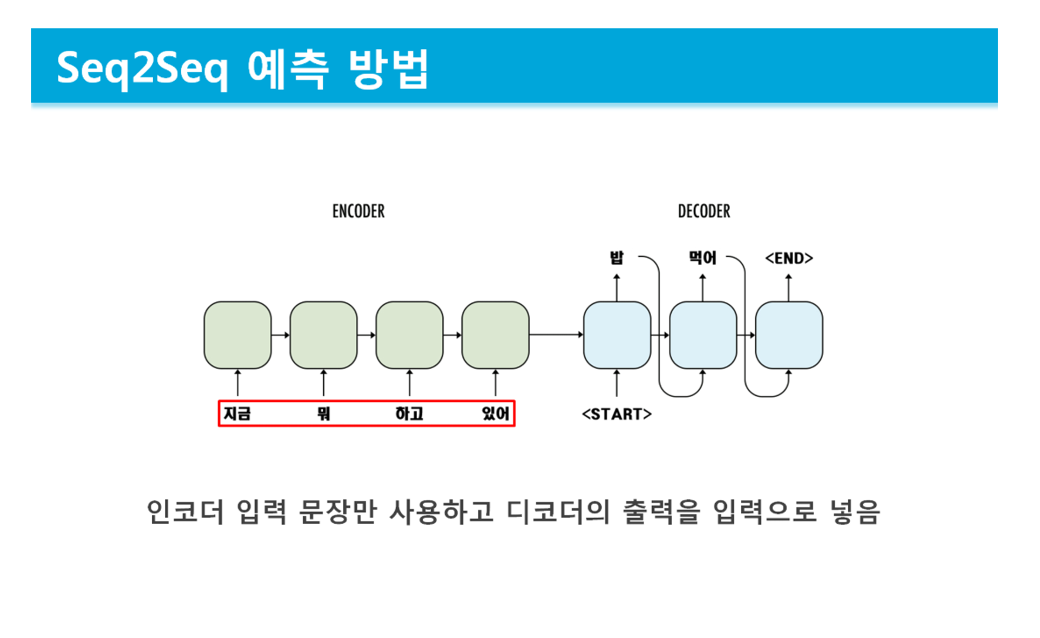 Seq2Seq 예측 방법
ENCODER
DECODER
밥 먹어 <END>
지금 뭐 하고 있어
<START>
인코더 입력 문장만 사용하고 디코더의 출력을 입력으로 넣음